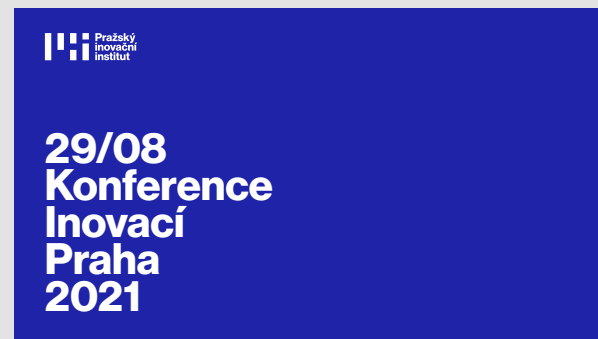 Pražský
inovační
institut
29/08
Konference
Inovací
Praha
2021